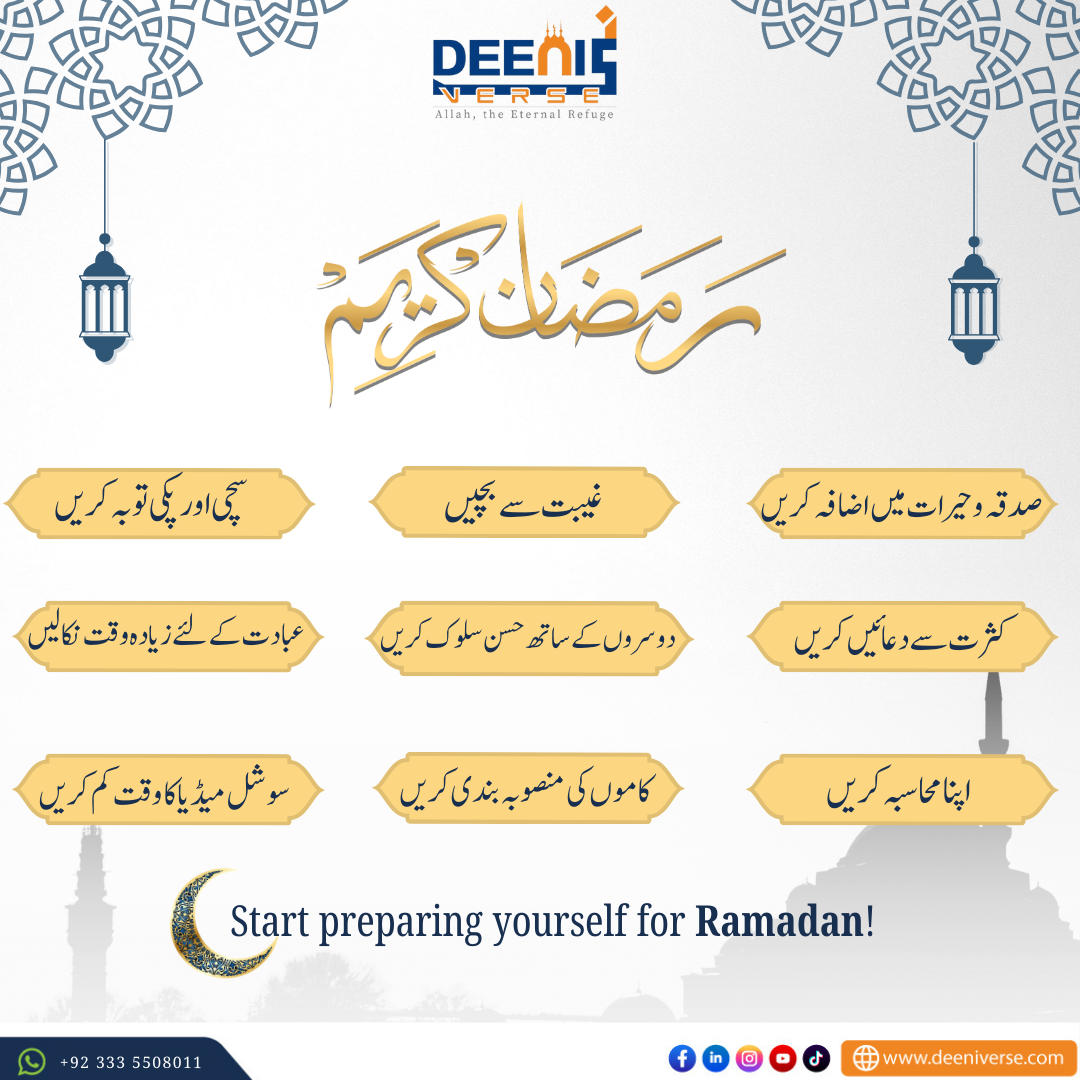 DEENI
VERSE
Allah, the Eternal Refuge
رمضان كريم
صدقہ و خیرات میں اضافہ کریں
غیبت سے بچیں
سچی اور پکی توبہ کریں
کثرت سے دعائیں کریں
دوسروں کے ساتھ حسن سلوک کریں
عبادت کے لئے زیادہ وقت نکالیں
اپنا محاسبہ کریں
کاموں کی منصوبہ بندی کریں
سوشل میڈیا کا وقت کم کریں
Start preparing yourself for Ramadan!
+92 333 5508011
www.deeniverse.com